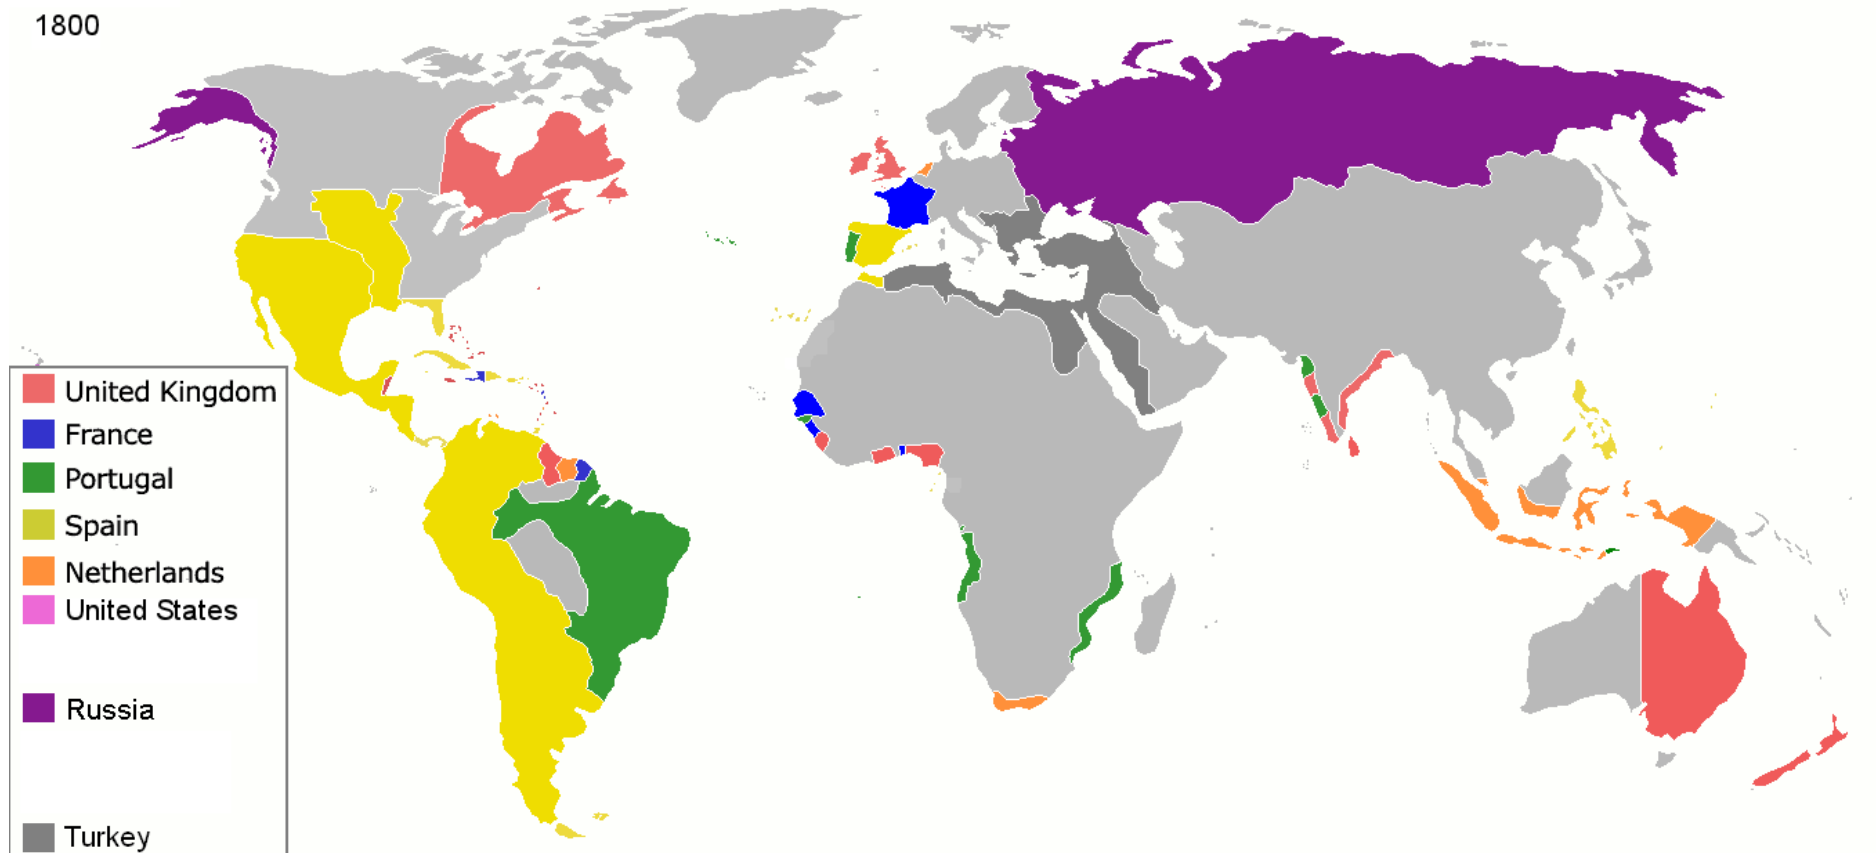 1800
United Kingdom
France
Portugal
Spain
Netherlands
United States
Russia
Turkey